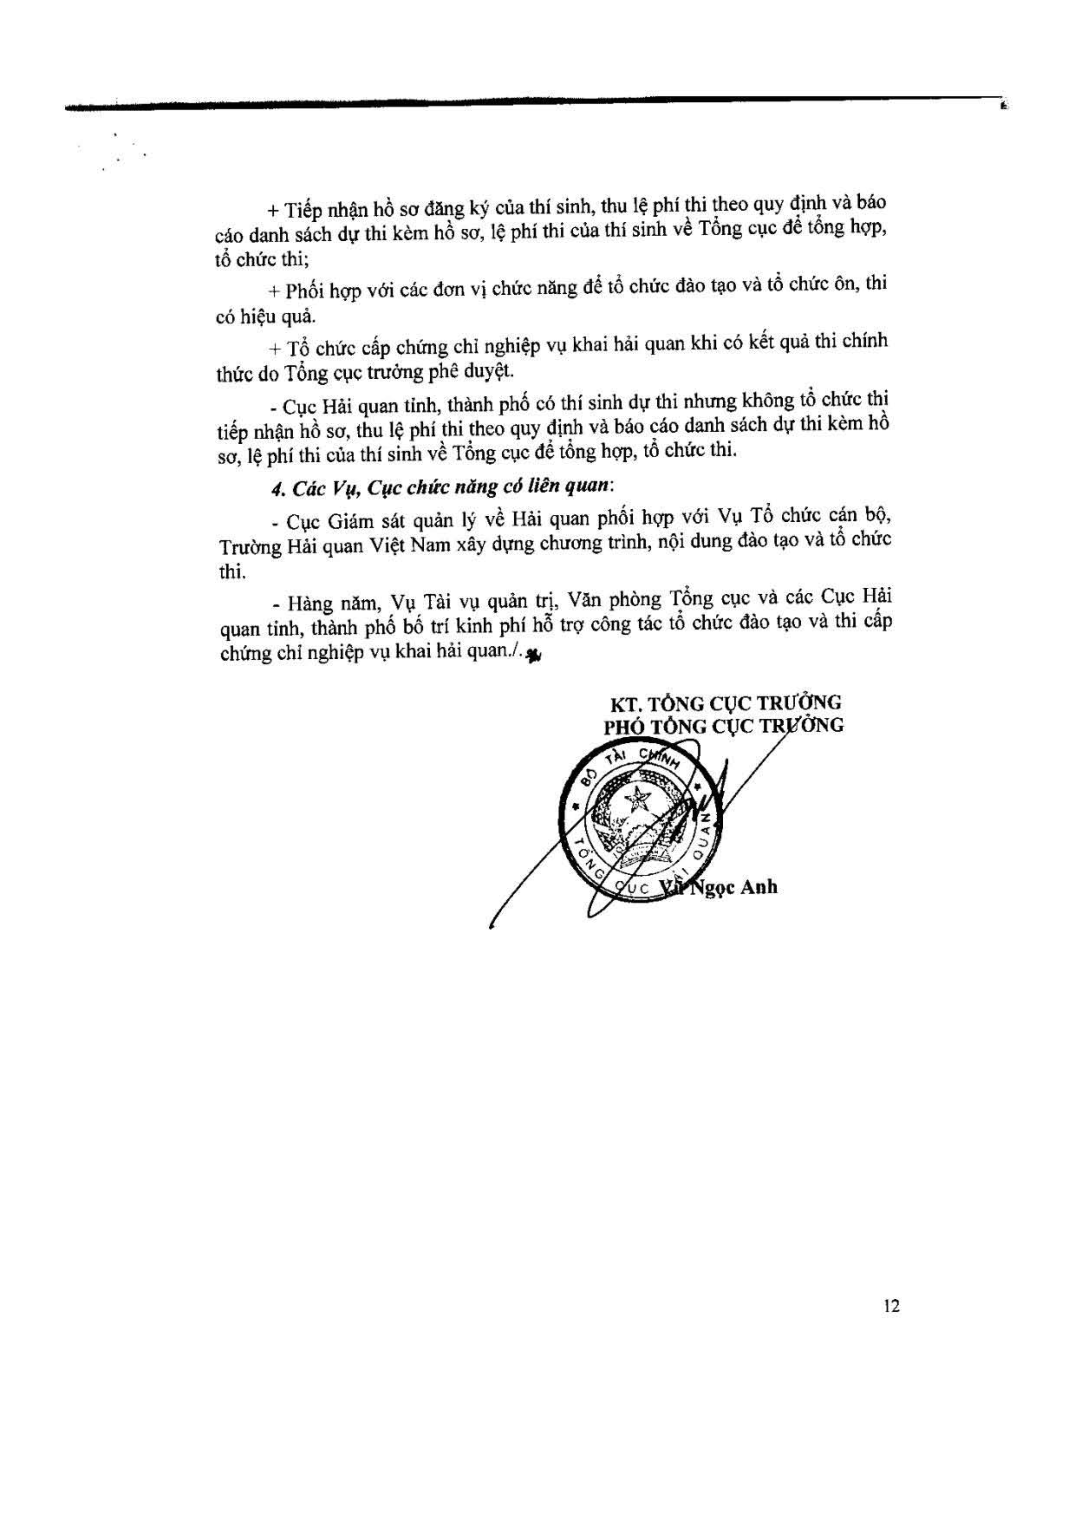 + Tiếp nhận hồ sơ đăng ký của thí sinh, thu lệ phí thi theo quy định và báo
cáo danh sách dự thi kèm hồ sơ, lệ phí thi của thí sinh về Tổng cục để tổng hợp,
tổ chức thi;
+ Phối hợp với các đơn vị chức năng để tổ chức đào tạo và tổ chức ôn, thi
có hiệu quả.
+ Tổ chức cấp chứng chỉ nghiệp vụ khai hải quan khi có kết quả thi chính
thức do Tổng cục trưởng phê duyệt.
- Cục Hải quan tỉnh, thành phố có thí sinh dự thi nhưng không tổ chức thi
tiếp nhận hồ sơ, thu lệ phí thi theo quy định và báo cáo danh sách dự thi kèm hồ
sơ, lệ phí thi của thí sinh về Tổng cục để tổng hợp, tổ chức thi.
4. Các Vụ, Cục chức năng có liên quan:
- Cục Giám sát quản lý về Hải quan phối hợp với Vụ Tổ chức cán bộ,
Trường Hải quan Việt Nam xây dựng chương trình, nội dung đào tạo và tổ chức
thi.
- Hàng năm, Vụ Tài vụ quản trị, Văn phòng Tổng cục và các Cục Hải
quan tỉnh, thành phố bố trí kinh phí hỗ trợ công tác tổ chức đào tạo và thi cấp
chứng chỉ nghiệp vụ khai hải quan./.
KT. TỔNG CỤC TRƯỞNG
PHÓ TỔNG CỤC TRƯỞNG
BỘ TÀI CHÍNH
TỔNG CỤC HẢI QUAN
Vũ Ngọc Anh
12